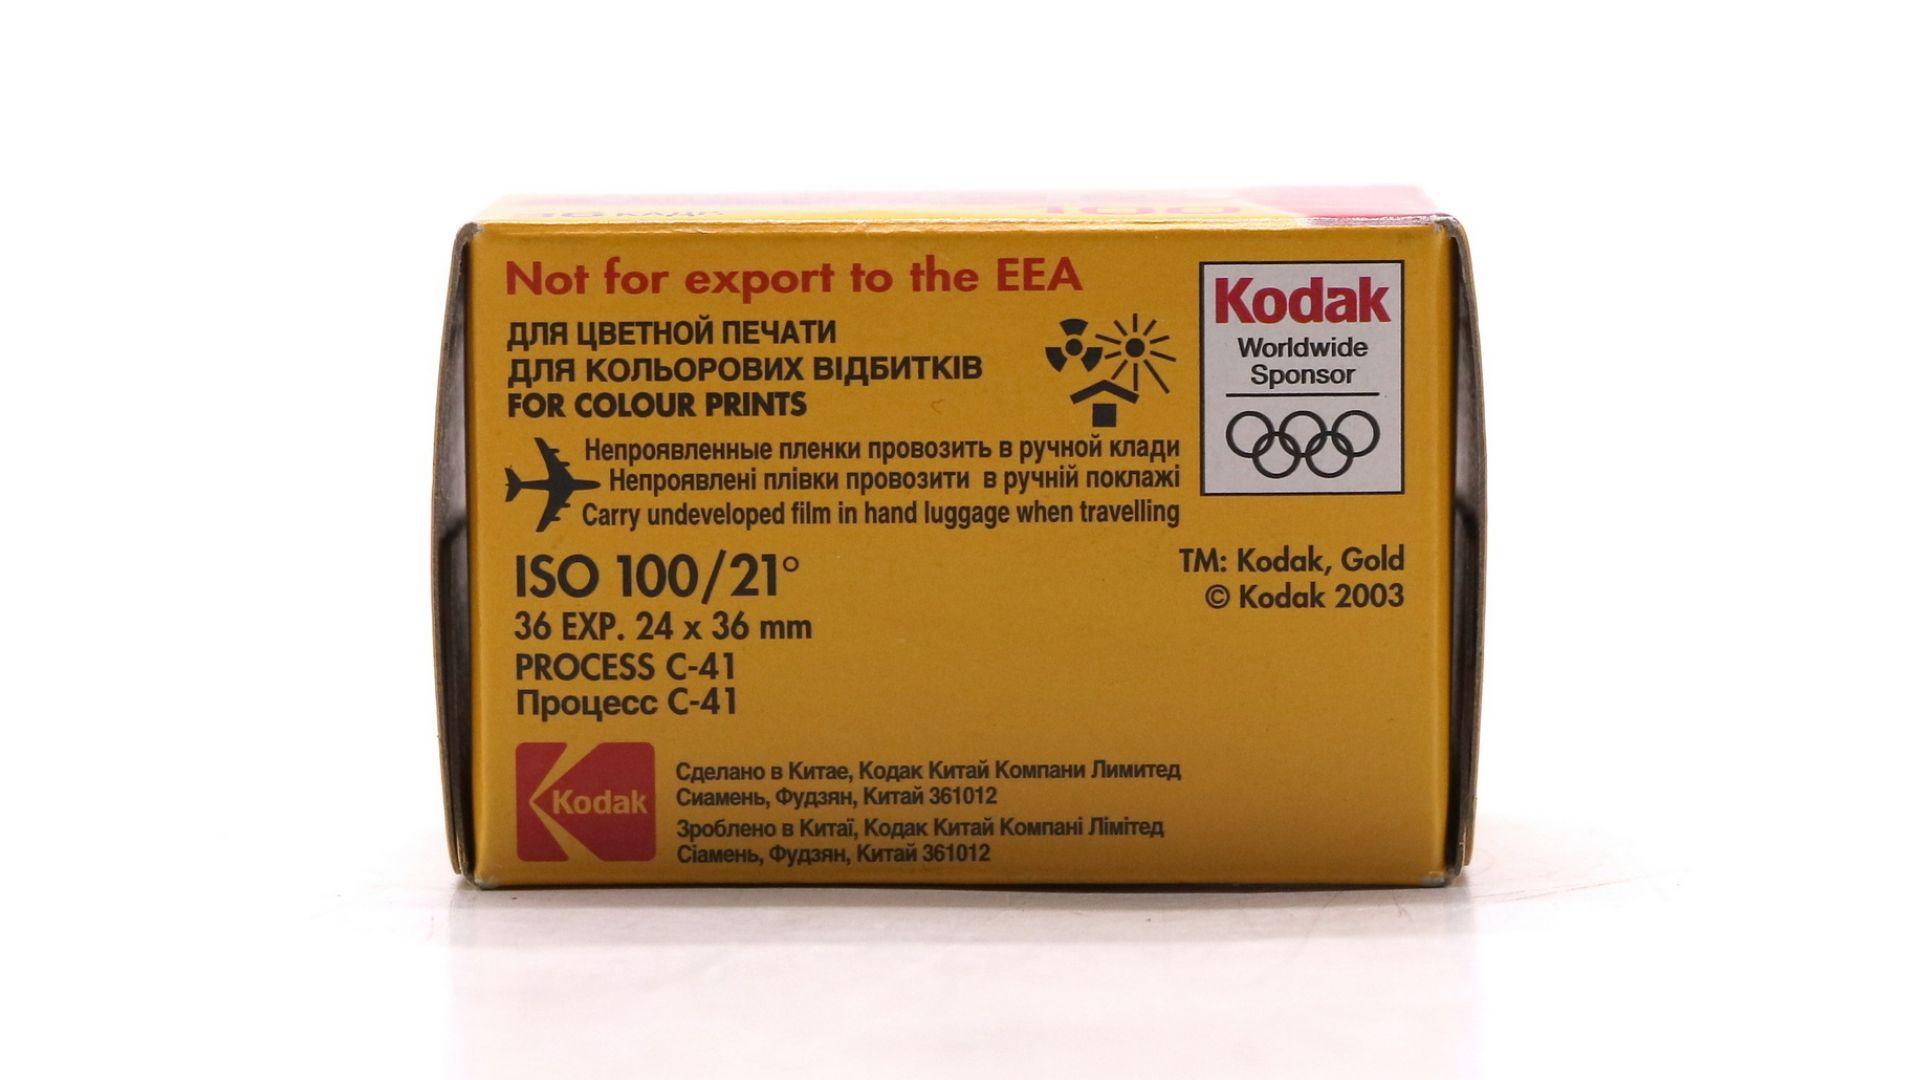 100
Not for export to the EEA
ДЛЯ ЦВЕТНОЙ ПЕЧАТИ
ДЛЯ КОЛЬОРОВИХ ВІДБИТКІВ
FOR COLOUR PRINTS
Kodak
Worldwide
Sponsor
Непроявленные пленки провозить в ручной клади
Непроявлені плівки провозити в ручній поклажі
Carry undeveloped film in hand luggage when travelling
ISO 100/21°
36 EXP. 24 x 36 mm
PROCESS C-41
Процесс C-41
TM: Kodak, Gold
© Kodak 2003
Kodak
Сделано в Китае, Кодак Китай Компани Лимитед
Сиамень, Фудзян, Китай 361012
Зроблено в Китаї, Кодак Китай Компані Лімітед
Сіамень, Фудзян, Китай 361012